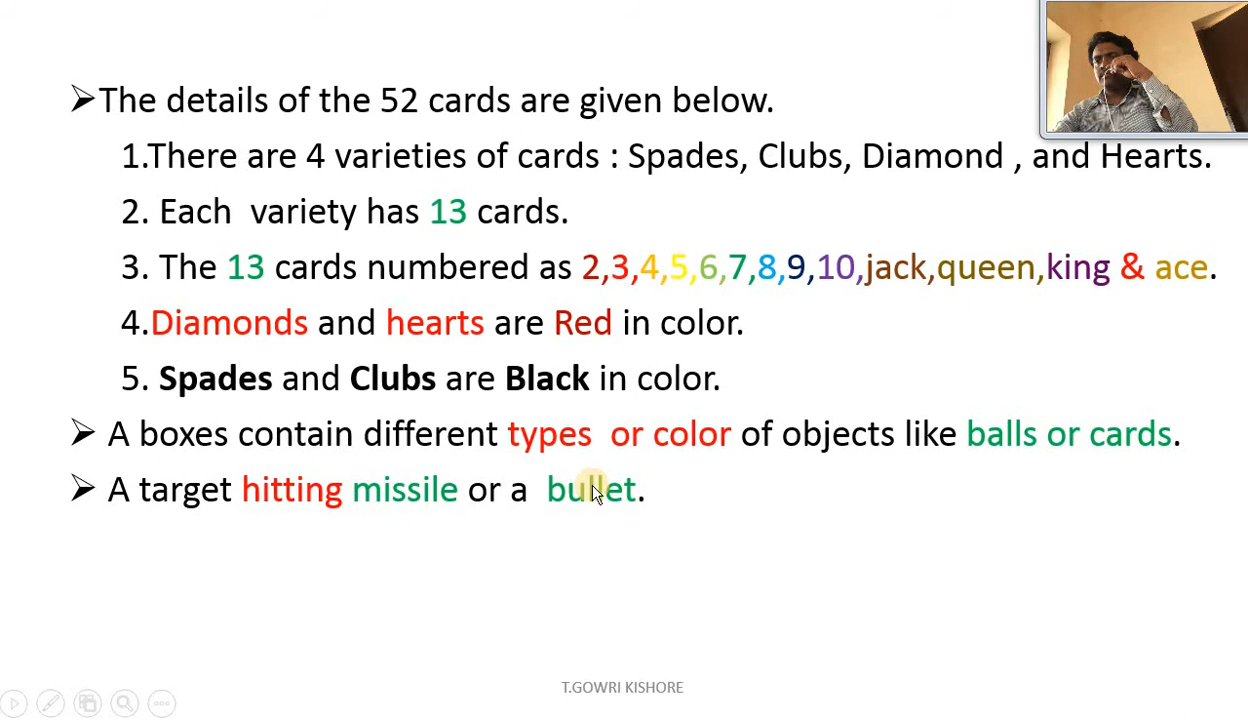 ➢The details of the 52 cards are given below.
1.There are 4 varieties of cards : Spades, Clubs, Diamond , and Hearts.
2. Each variety has 13 cards.
3. The 13 cards numbered as 2,3,4,5,6,7,8,9,10,jack,queen,king & ace.
4.Diamonds and hearts are Red in color.
5. Spades and Clubs are Black in color.
➢ A boxes contain different types or color of objects like balls or cards.
➢ A target hitting missile or a bullet.
T.GOWRI KISHORE